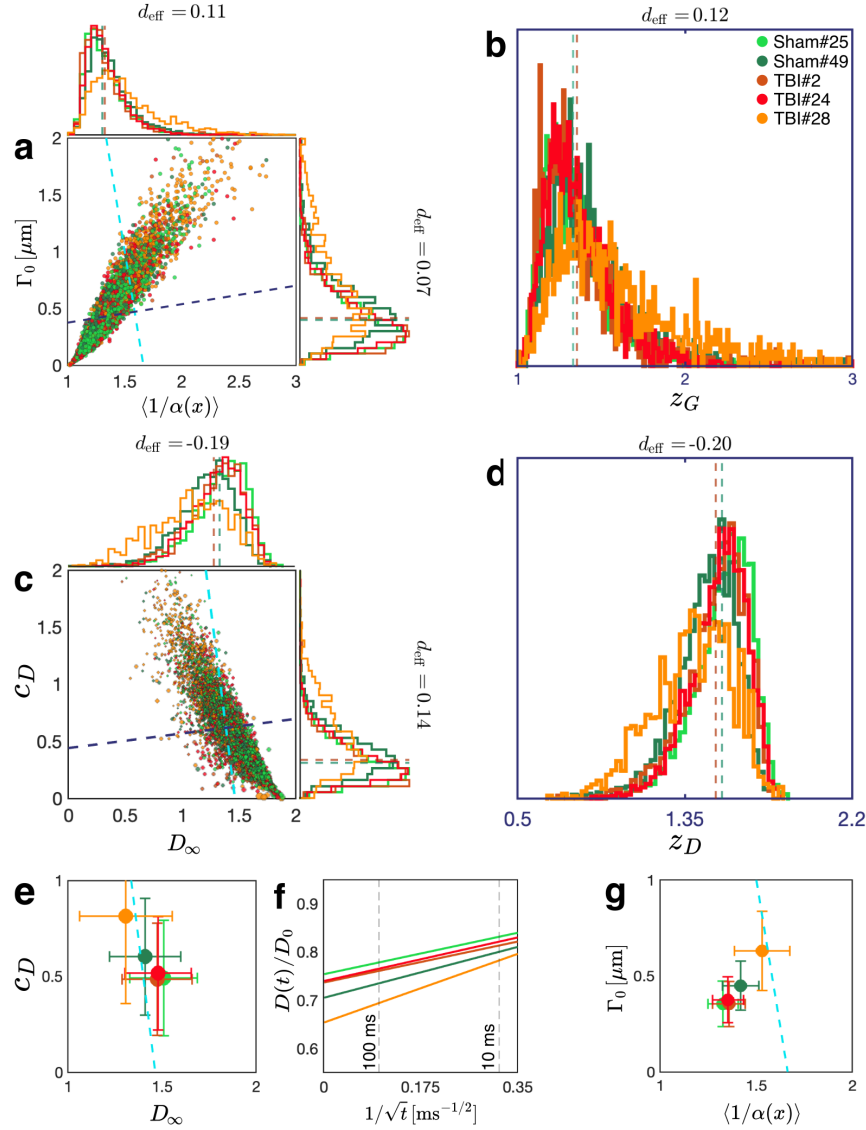 d_eff = 0.11
d_eff = 0.12
a
2
1.5
1
0.5
0
Γ₀ [μm]
1
1.5
2
2.5
3
3
⟨1/α(x)⟩
d_eff = 0.07
b
Sham#25
Sham#49
TBI#2
TBI#24
TBI#28
1
2
3
z_G
d_eff =-0.19
d_eff =-0.20
c
2
1.5
1
0.5
0
c_D
0
0.5
1
1.5
2
2
D_∞
d_eff = 0.14
d
0.5
1.35
2.2
z_D
e
1
0.5
0
c_D
1
1.5
2
D_∞
f
0.9
0.8
0.7
0.6
D(t)/D₀
100 ms
10 ms
0
0.175
0.35
1/√t [ms^-1/2]
g
1
0.5
0
Γ₀ [μm]
1
1.5
2
⟨1/α(x)⟩